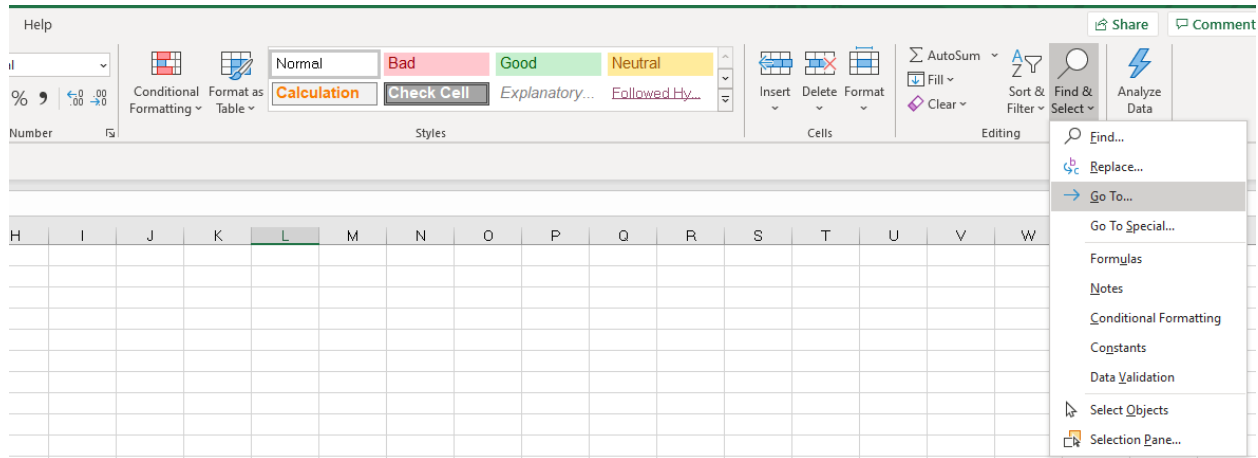 Help
Share
Comment
Normal
Bad
Good
Neutral
Calculation
Check Cell
Explanatory...
Followed Hy...
Conditional
Formatting
Format as
Table
Insert
Delete
Format
AutoSum
Fill
Clear
Sort &
Filter
Find &
Select
Analyze
Data
%
Number
Styles
Cells
Editing
Find...
Replace...
Go To...
Go To Special...
Formulas
Notes
Conditional Formatting
Constants
Data Validation
Select Objects
Selection Pane...
H I J K L M N O P Q R S T U V W